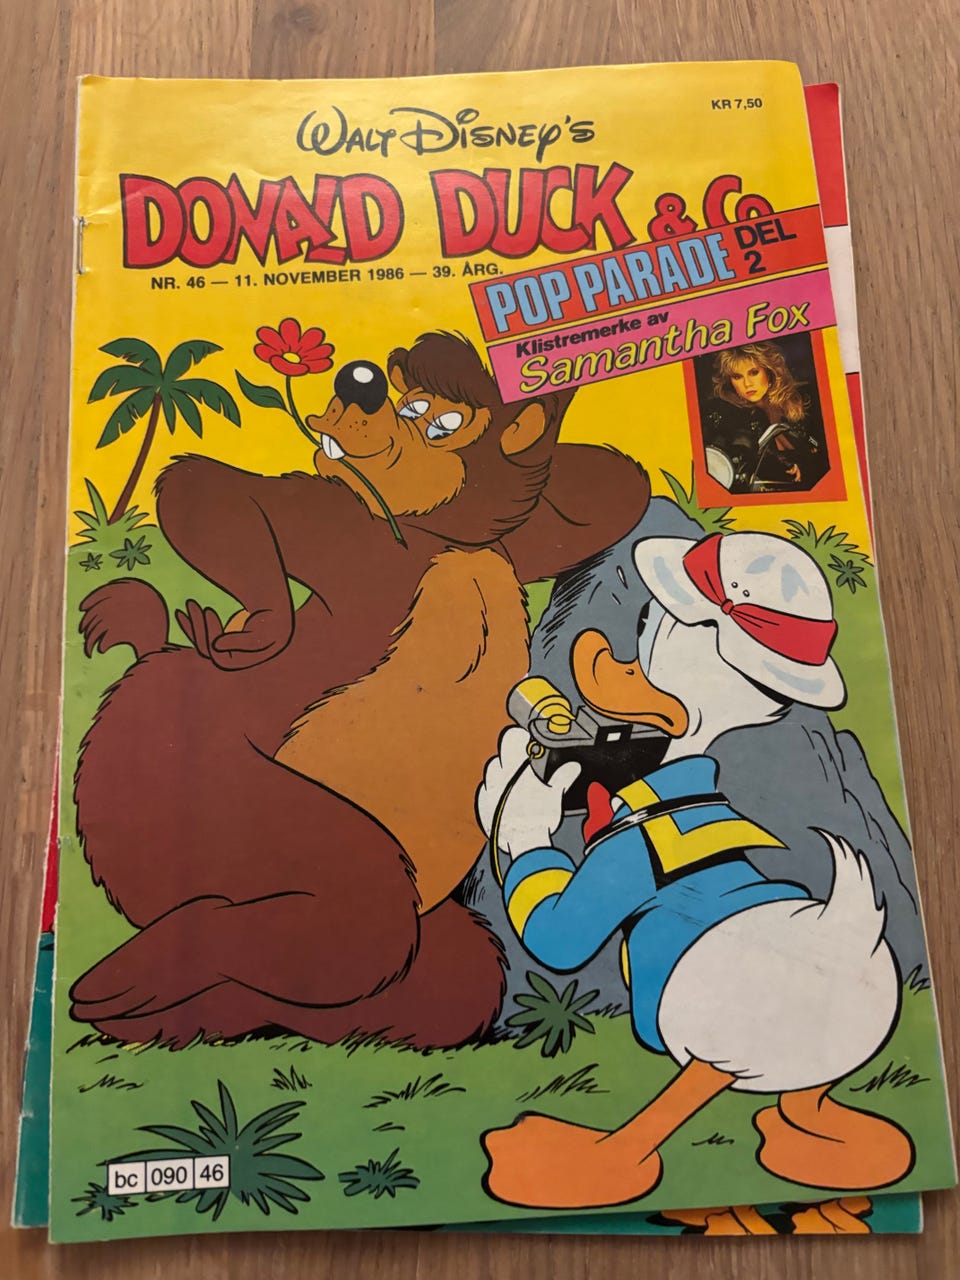 KR 7,50
WALT DISNEY'S
DONALD DUCK & Co
NR. 46 — 11. NOVEMBER 1986 — 39. ÅRG.
POP PARADE DEL 2
Klistremerke av
Samantha Fox
bc 090 46